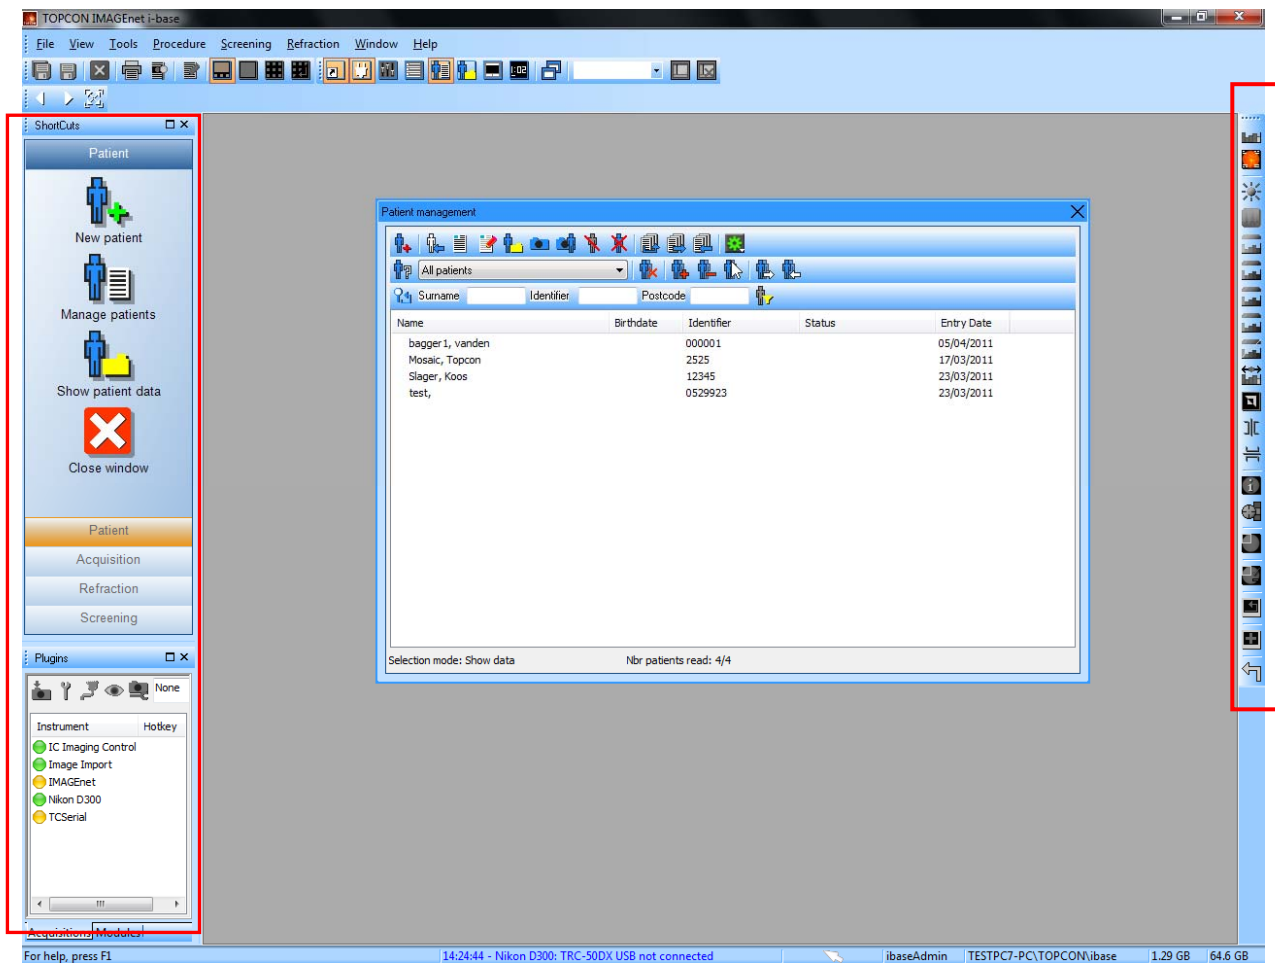 TOPCON IMAGEnet i-base
File View Tools Procedure Screening Refraction Window Help
1:02
ShortCuts
Patient
New patient
Manage patients
Show patient data
Close window
Patient
Acquisition
Refraction
Screening
Plugins
None
Instrument Hotkey
IC Imaging Control
Image Import
IMAGEnet
Nikon D300
TCSerial
Acquisitions Modules
Patient management
All patients
Surname Identifier Postcode
Name Birthdate Identifier Status Entry Date
bagger1, vanden 000001 05/04/2011
Mosaic, Topcon 2525 17/03/2011
Slager, Koos 12345 23/03/2011
test, 0529923 23/03/2011
Selection mode: Show data Nbr patients read: 4/4
For help, press F1 14:24:44 - Nikon D300: TRC-50DX USB not connected ibaseAdmin TESTPC7-PC\TOPCON\ibase 1.29 GB 64.6 GB